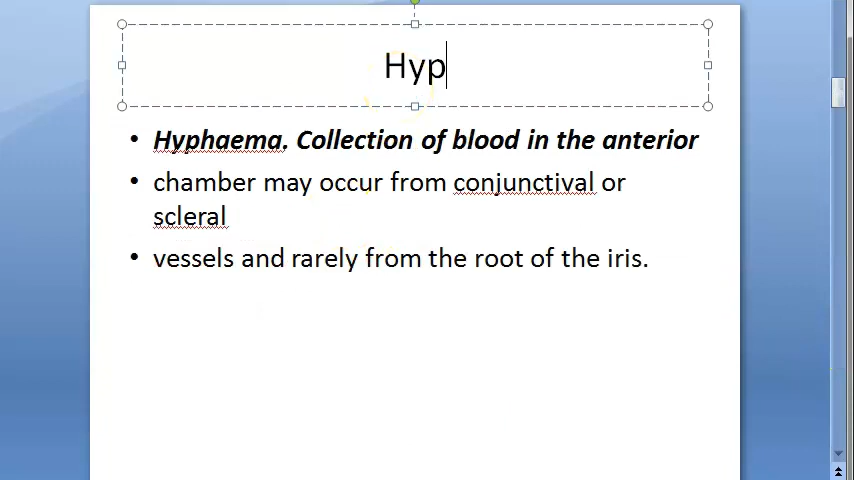 Hyp
• Hyphaema. Collection of blood in the anterior
• chamber may occur from conjunctival or
scleral
• vessels and rarely from the root of the iris.